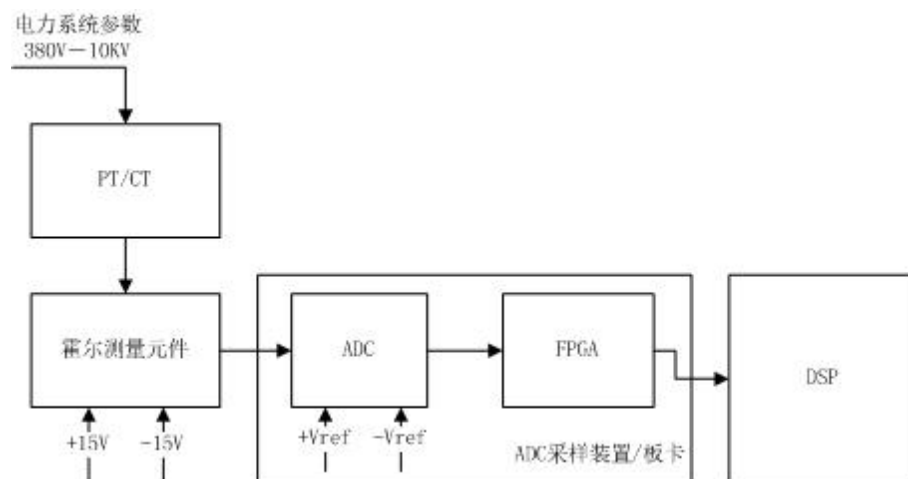 电力系统参数
380V－10KV
PT/CT
霍尔测量元件
ADC
FPGA
DSP
+15V
-15V
+Vref
-Vref
ADC采样装置/板卡